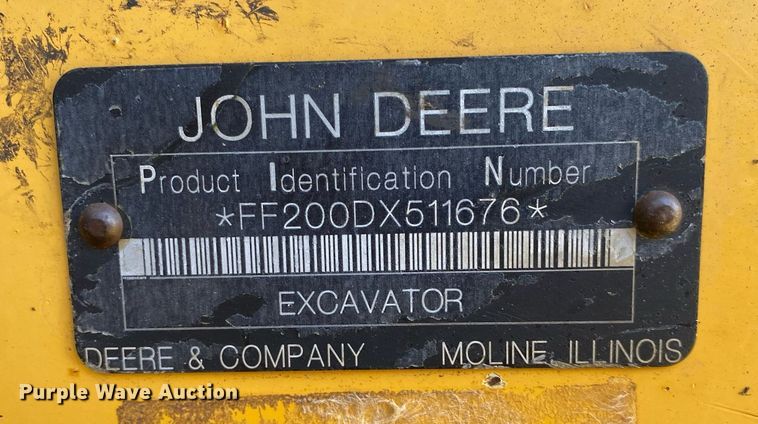 JOHN DEERE
Product Identification Number
*FF200DX511676*
EXCAVATOR
DEERE & COMPANY MOLINE, ILLINOIS
Purple Wave Auction